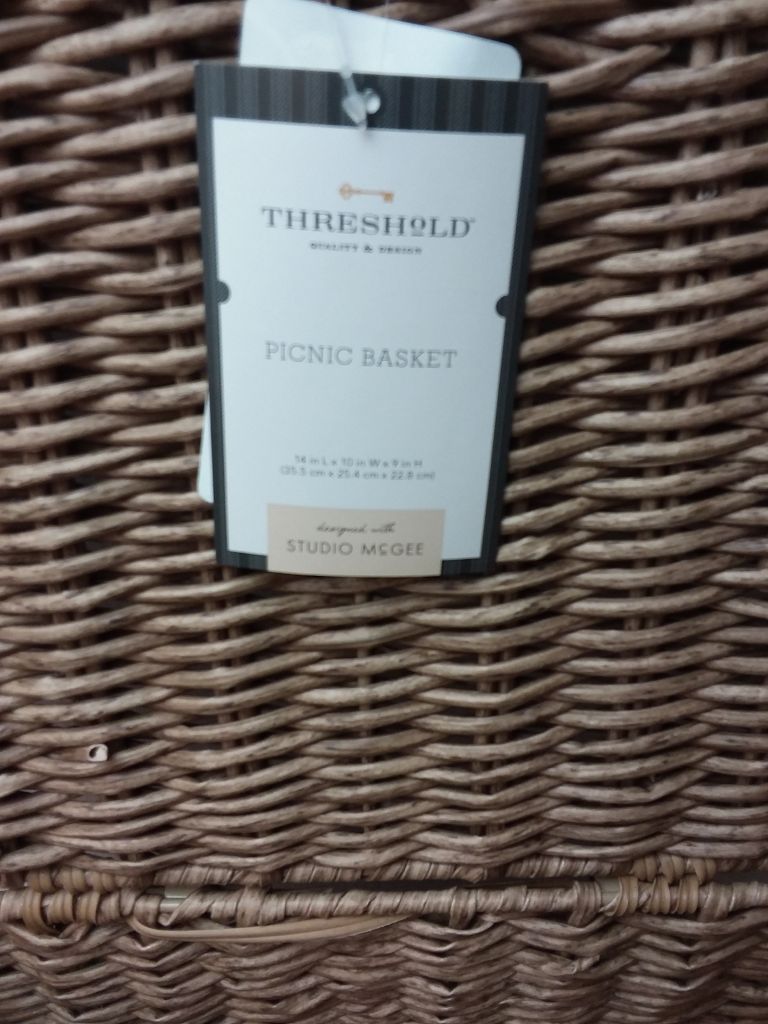 THRESHOLD™
QUALITY & DESIGN
PICNIC BASKET
14 in L x 10 in W x 9 in H
(35.5 cm x 25.4 cm x 22.8 cm)
designed with
STUDIO McGEE